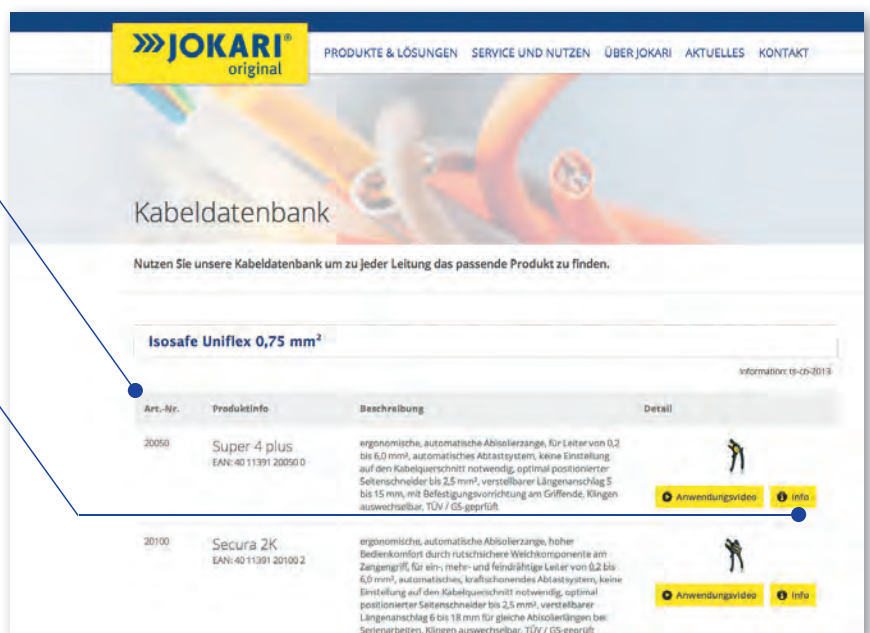 JOKARI®
original
PRODUKTE & LÖSUNGEN SERVICE UND NUTZEN ÜBER JOKARI AKTUELLES KONTAKT
Kabeldatenbank
Nutzen Sie unsere Kabeldatenbank um zu jeder Leitung das passende Produkt zu finden.
Isosafe Uniflex 0,75 mm²
Information: ts-cb-2013
Art.-Nr. Produktinfo Beschreibung Detail
20050
Super 4 plus
EAN: 40 11391 20050 0
ergonomische, automatische Abisolierzange, für Leiter von 0,2
bis 6,0 mm², automatisches Abtastsystem, keine Einstellung
auf den Kabelquerschnitt notwendig, optimal positionierter
Seitenschneider bis 2,5 mm², verstellbarer Längenanschlag 5
bis 15 mm, mit Befestigungsvorrichtung am Griffende, Klingen
auswechselbar, TÜV / GS-geprüft
Anwendungsvideo Info
20100
Secura 2K
EAN: 40 11391 20100 2
ergonomische, automatische Abisolierzange, hoher
Bedienkomfort durch rutschsichere Weichkomponente am
Zangengriff, für ein-, mehr- und feindrähtige Leiter von 0,2 bis
6,0 mm², automatisches, kraftschonendes Abtastsystem, keine
Einstellung auf den Kabelquerschnitt notwendig, optimal
positionierter Seitenschneider bis 2,5 mm², verstellbarer
Längenanschlag 6 bis 18 mm für gleiche Abisolierlängen bei
Serienarbeiten, Klingen auswechselbar, TÜV / GS-geprüft
Anwendungsvideo Info